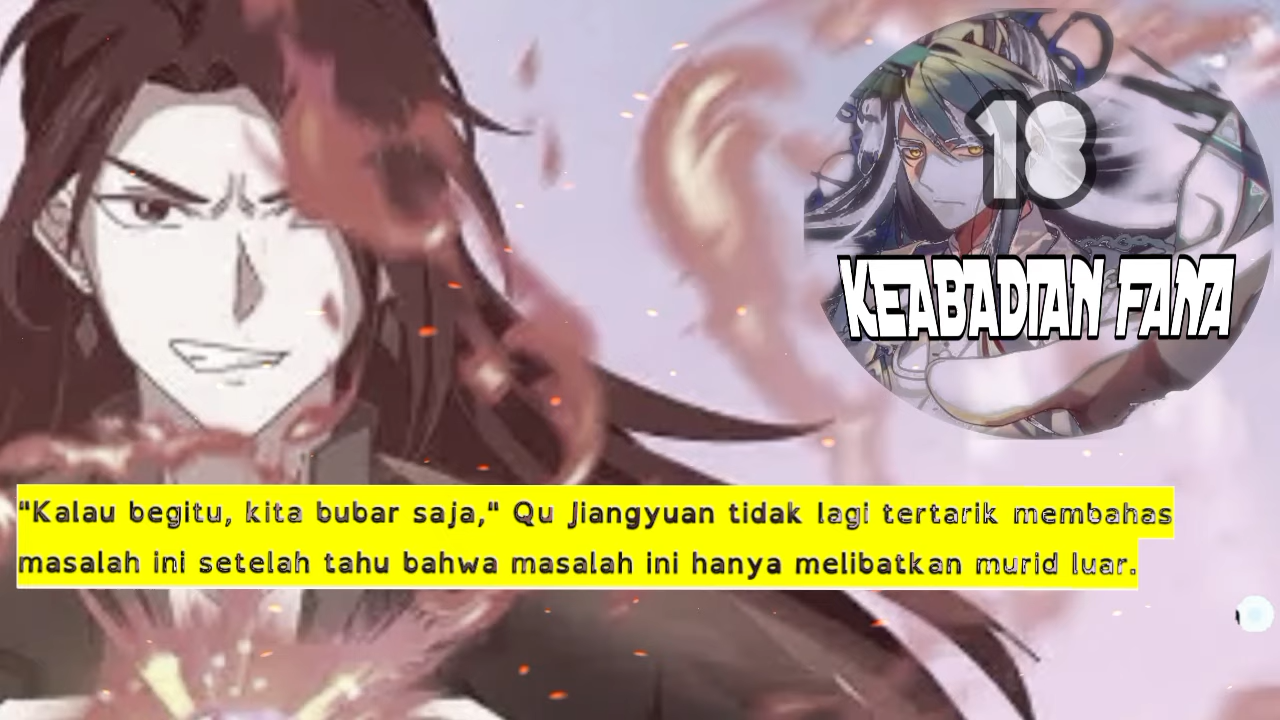 18
KEABADIAN FANA
"Kalau begitu, kita bubar saja," Qu Jiangyuan tidak lagi tertarik membahas
masalah ini setelah tahu bahwa masalah ini hanya melibatkan murid luar.